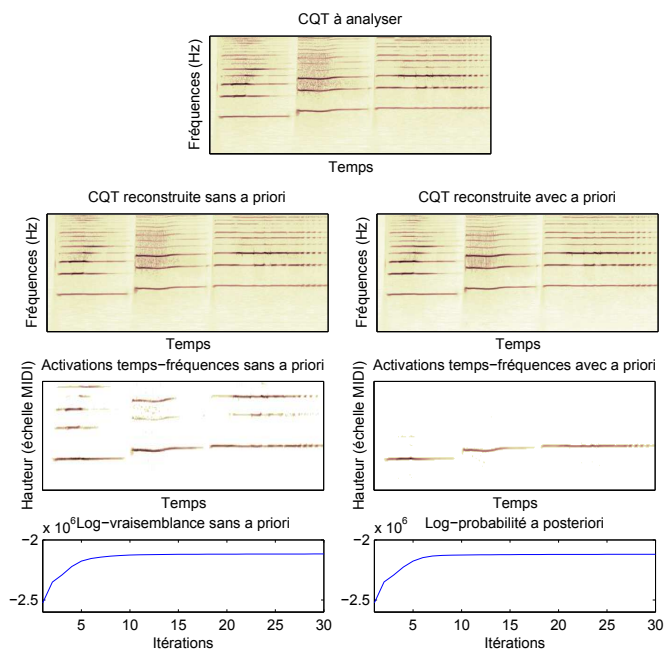 CQT à analyser
Fréquences (Hz)
Temps
CQT reconstruite sans a priori
CQT reconstruite avec a priori
Fréquences (Hz)
Fréquences (Hz)
Temps
Temps
Activations temps−fréquences sans a priori
Activations temps−fréquences avec a priori
Hauteur (échelle MIDI)
Hauteur (échelle MIDI)
Temps
Temps
x 10^6 Log−vraisemblance sans a priori
x 10^6 Log−probabilité a posteriori
−2
−2.5
5 10 15 20 25 30
Itérations
−2
−2.5
5 10 15 20 25 30
Itérations